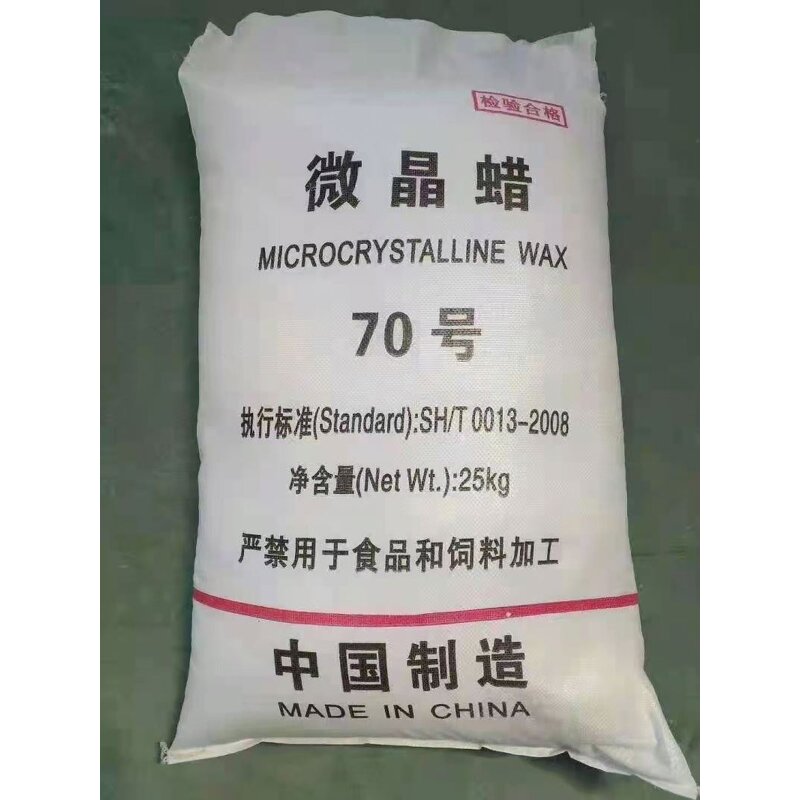 检验合格
微晶蜡
MICROCRYSTALLINE WAX
70号
执行标准(Standard):SH/T 0013-2008
净含量(Net Wt.):25kg
严禁用于食品和饲料加工
中国制造
MADE IN CHINA